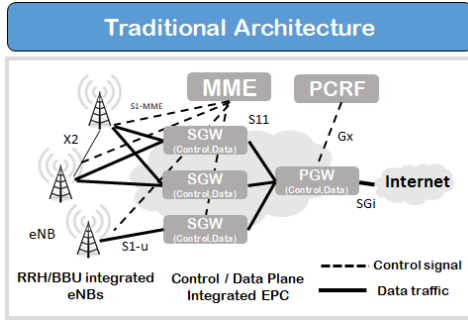 Traditional Architecture
MME
PCRF
S1-MME
X2
SGW
(Control,Data)
S11
Gx
SGW
(Control,Data)
PGW
(Control,Data)
Internet
SGi
SGW
(Control,Data)
eNB
S1-u
RRH/BBU integrated
eNBs
Control / Data Plane
Integrated EPC
Control signal
Data traffic